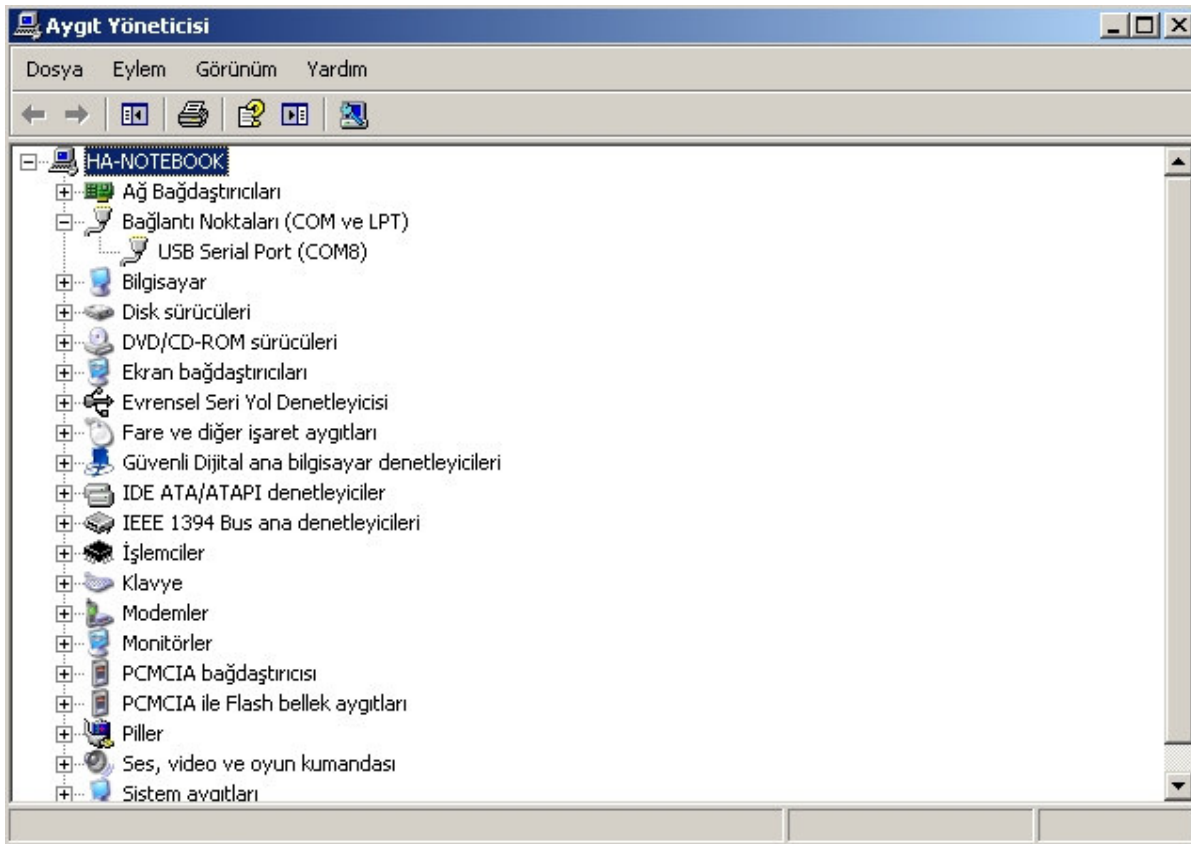 Aygıt Yöneticisi
Dosya Eylem Görünüm Yardım
HA-NOTEBOOK
Ağ Bağdaştırıcıları
Bağlantı Noktaları (COM ve LPT)
USB Serial Port (COM8)
Bilgisayar
Disk sürücüleri
DVD/CD-ROM sürücüleri
Ekran bağdaştırıcıları
Evrensel Seri Yol Denetleyicisi
Fare ve diğer işaret aygıtları
Güvenli Dijital ana bilgisayar denetleyicileri
IDE ATA/ATAPI denetleyiciler
IEEE 1394 Bus ana denetleyicileri
İşlemciler
Klavye
Modemler
Monitörler
PCMCIA bağdaştırıcısı
PCMCIA ile Flash bellek aygıtları
Piller
Ses, video ve oyun kumandası
Sistem aygıtları